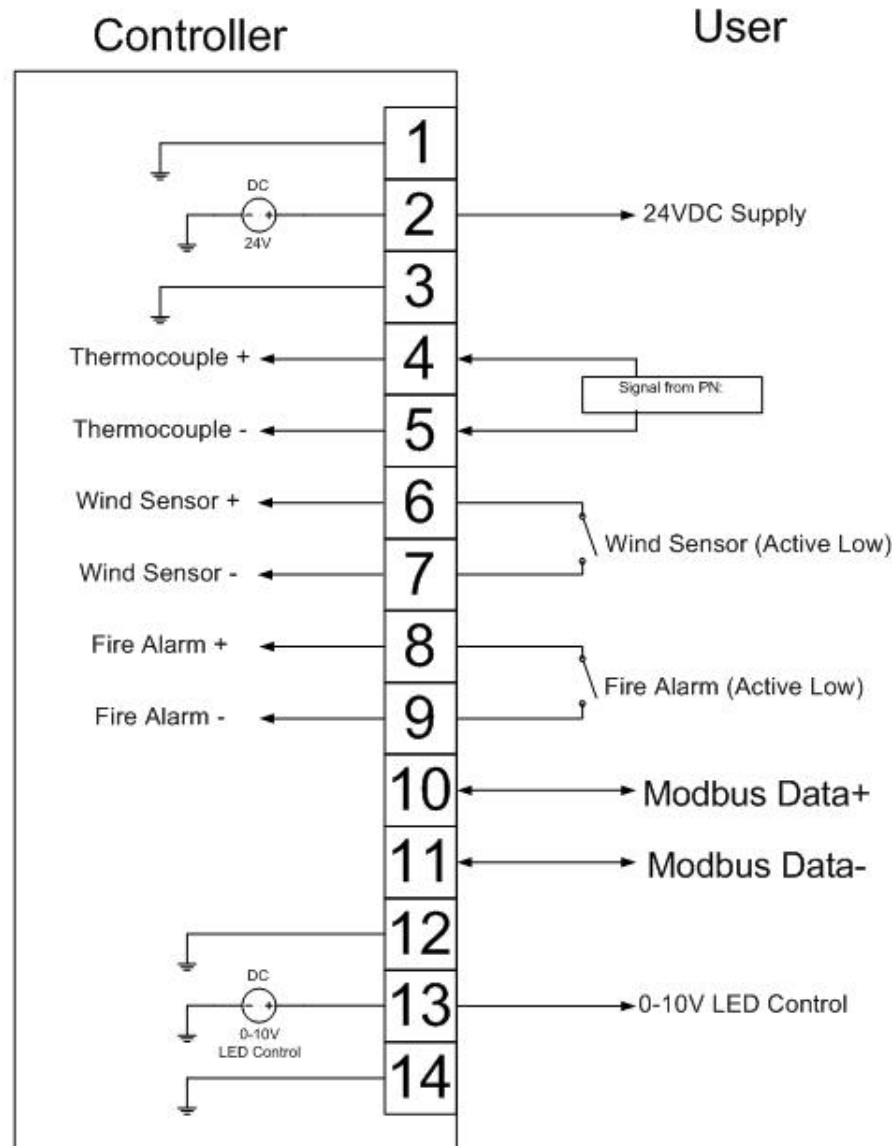 Controller
User
1
DC
- +
24V
2
24VDC Supply
3
Thermocouple +
4
Signal from PN:
Thermocouple -
5
Wind Sensor +
6
Wind Sensor (Active Low)
Wind Sensor -
7
Fire Alarm +
8
Fire Alarm (Active Low)
Fire Alarm -
9
10
Modbus Data+
11
Modbus Data-
12
DC
- +
0-10V
LED Control
13
0-10V LED Control
14